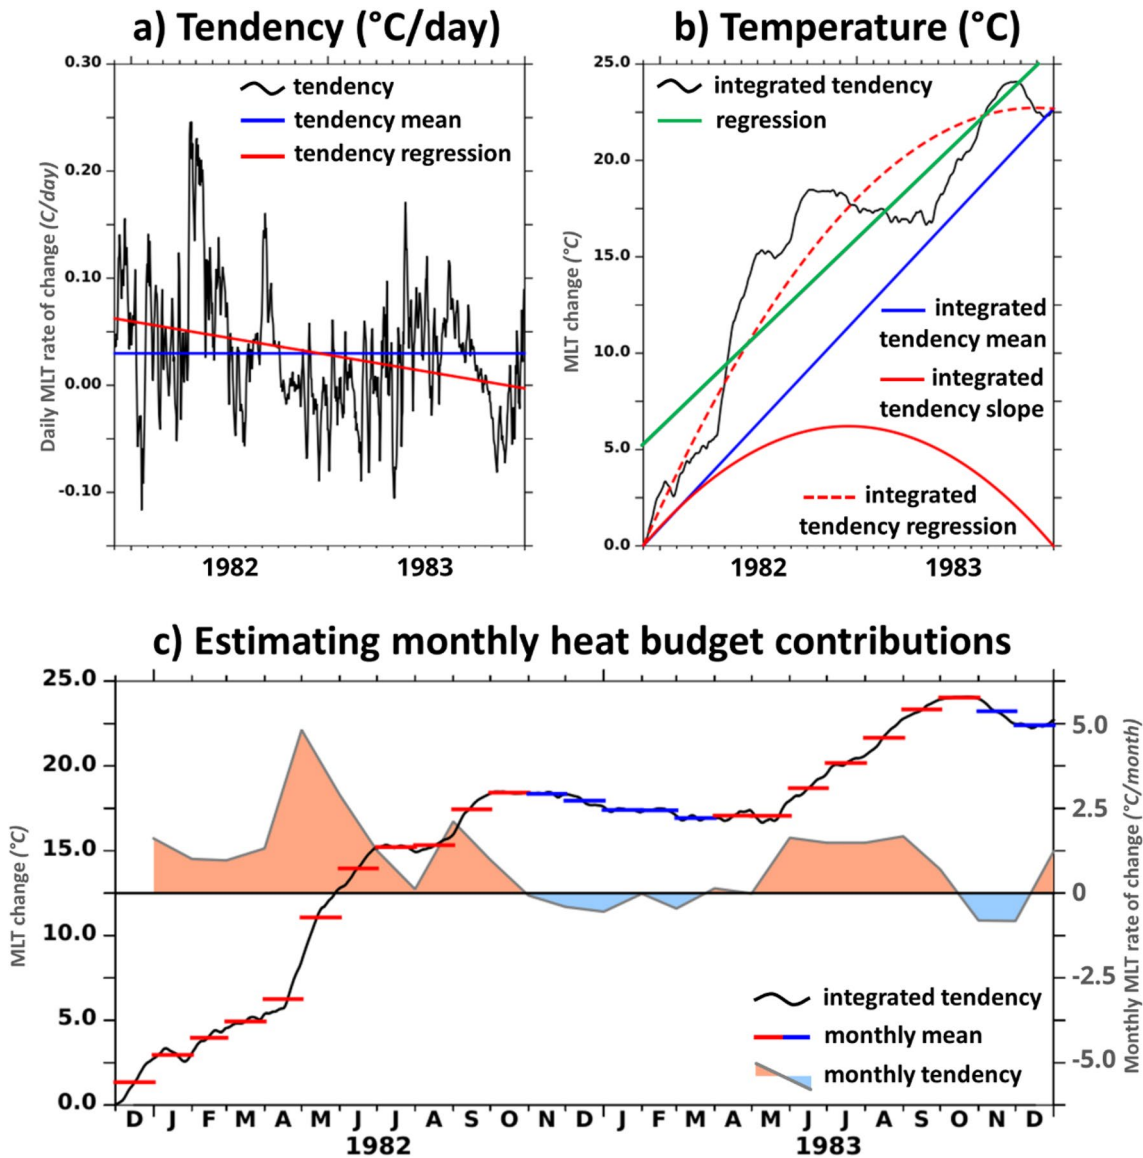 a) Tendency (°C/day)
0.30
0.20
0.10
0.00
-0.10
Daily MLT rate of change (C/day)
tendency
tendency mean
tendency regression
1982
1983
b) Temperature (°C)
25.0
20.0
15.0
10.0
5.0
0.0
MLT change (°C)
integrated tendency
regression
integrated
tendency mean
integrated
tendency slope
integrated
tendency regression
1982
1983
c) Estimating monthly heat budget contributions
25.0
20.0
15.0
10.0
5.0
0.0
MLT change (°C)
5.0
2.5
0
-2.5
-5.0
Monthly MLT rate of change (°C/month)
integrated tendency
monthly mean
monthly tendency
D J F M A M J J A S O N D J F M A M J J A S O N D
1982
1983